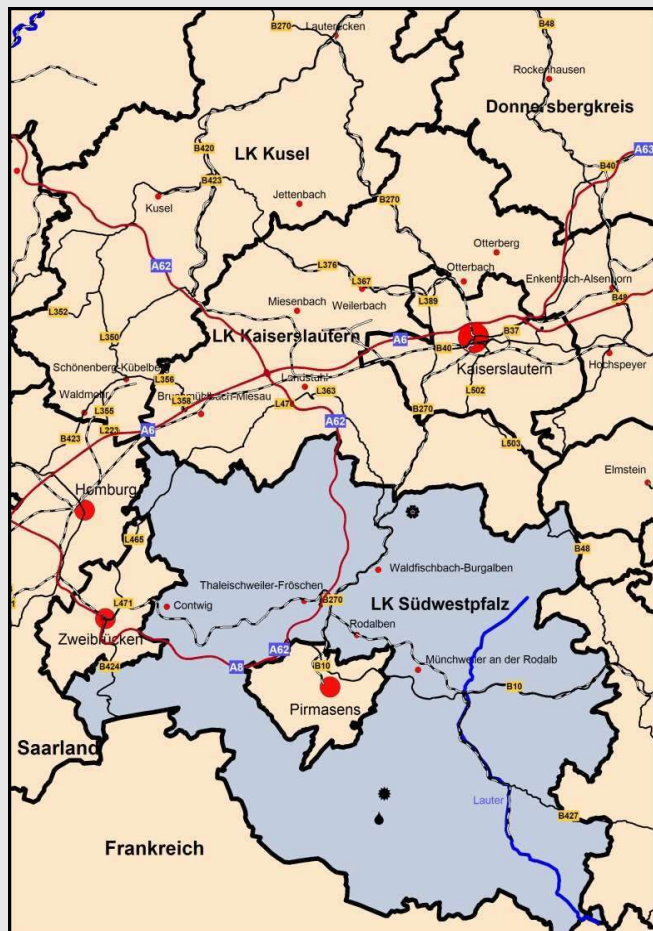 B270
Lauterecken
B48
Rockenhausen
Donnersbergkreis
A63
B40
B420
LK Kusel
B423
Kusel
Jettenbach
B270
Otterberg
A62
L376
L367
Otterbach
Enkenbach-Alsenborn
Weilerbach
L389
B48
L352
Miesenbach
L350
LK Kaiserslautern
A6
B37
B40
Kaiserslautern
Hochspeyer
Schönenberg-Kübelberg
L356
Landstuhl
L363
L502
Waldmohr
L355
L358
Bruchmühlbach-Miesau
L476
B270
L223
A6
A62
B423
L503
Elmstein
Homburg
L465
B48
Waldfischbach-Burgalben
Thaleischweiler-Fröschen
L471
Contwig
B270
LK Südwestpfalz
Zweibrücken
Rodalben
A62
B424
A8
B10
Münchweiler an der Rodalb
B10
Pirmasens
Saarland
Lauter
B427
Frankreich